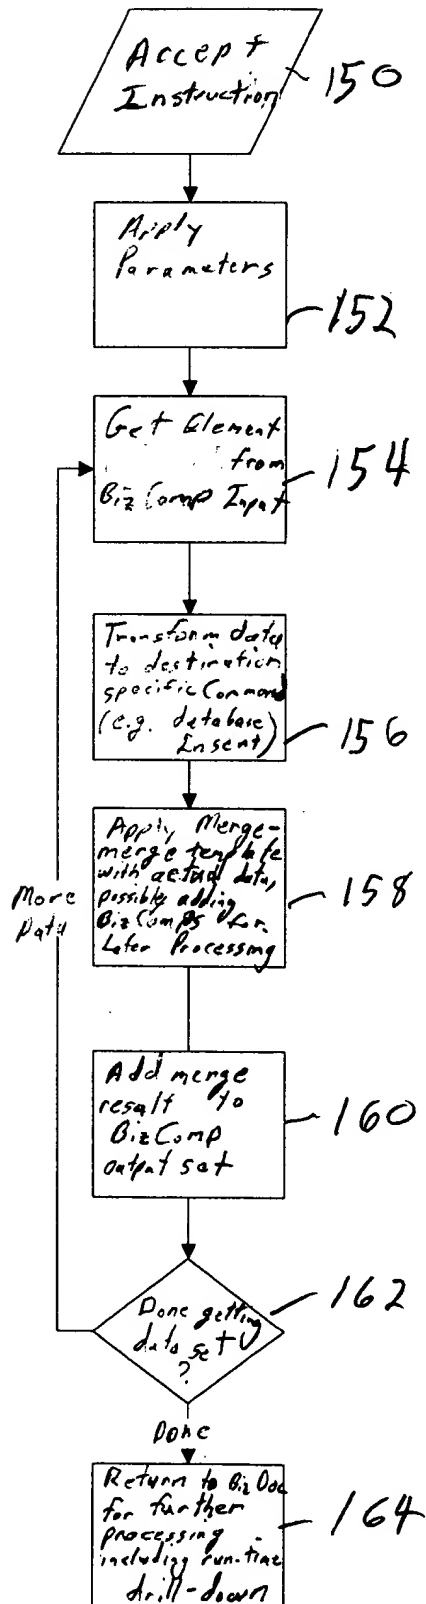 Accept
Instruction
150
Apply
Parameters
152
Get Element
from
BizComp Input
154
Transform data
to destination
specific Command
(e.g. database
Insent)
156
Apply Merge-
merge template
with actual data,
possibly adding
BizComps for
Later Processing
158
More
Data
Add merge
result to
BizComp
output set
160
Done getting
data set
?
162
Done
Return to Biz Doc
for further
processing
including run-time
drill-down
164